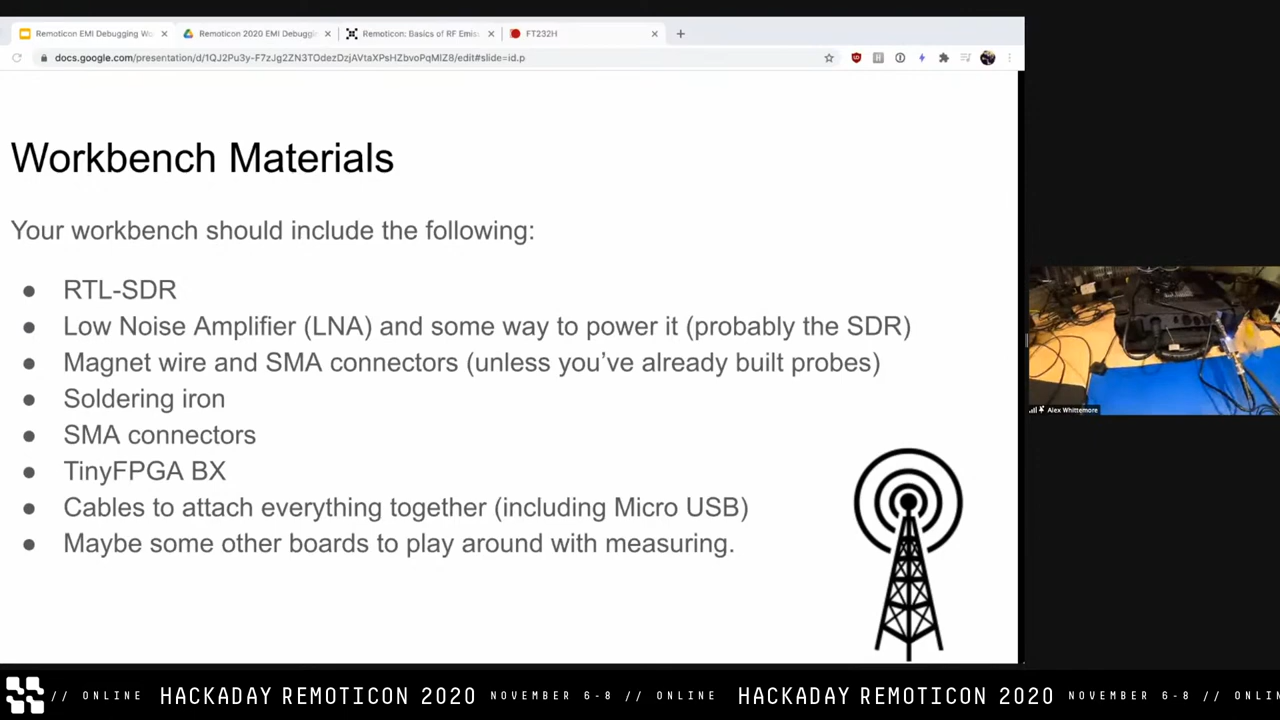 Remoticon EMI Debugging Wo
Remoticon 2020 EMI Debuggin
Remoticon: Basics of RF Emiss
FT232H
docs.google.com/presentation/d/1QJ2Pu3y-F7zJg2ZN3TOdezDzjAVtaXPsHZbvoPqMIZ8/edit#slide=id.p
Workbench Materials
Your workbench should include the following:
● RTL-SDR
● Low Noise Amplifier (LNA) and some way to power it (probably the SDR)
● Magnet wire and SMA connectors (unless you’ve already built probes)
● Soldering iron
● SMA connectors
● TinyFPGA BX
● Cables to attach everything together (including Micro USB)
● Maybe some other boards to play around with measuring.
Alex Whittemore
// ONLINE HACKADAY REMOTICON 2020 NOVEMBER 6-8 // ONLINE HACKADAY REMOTICON 2020 NOVEMBER 6-8 // ONLIN